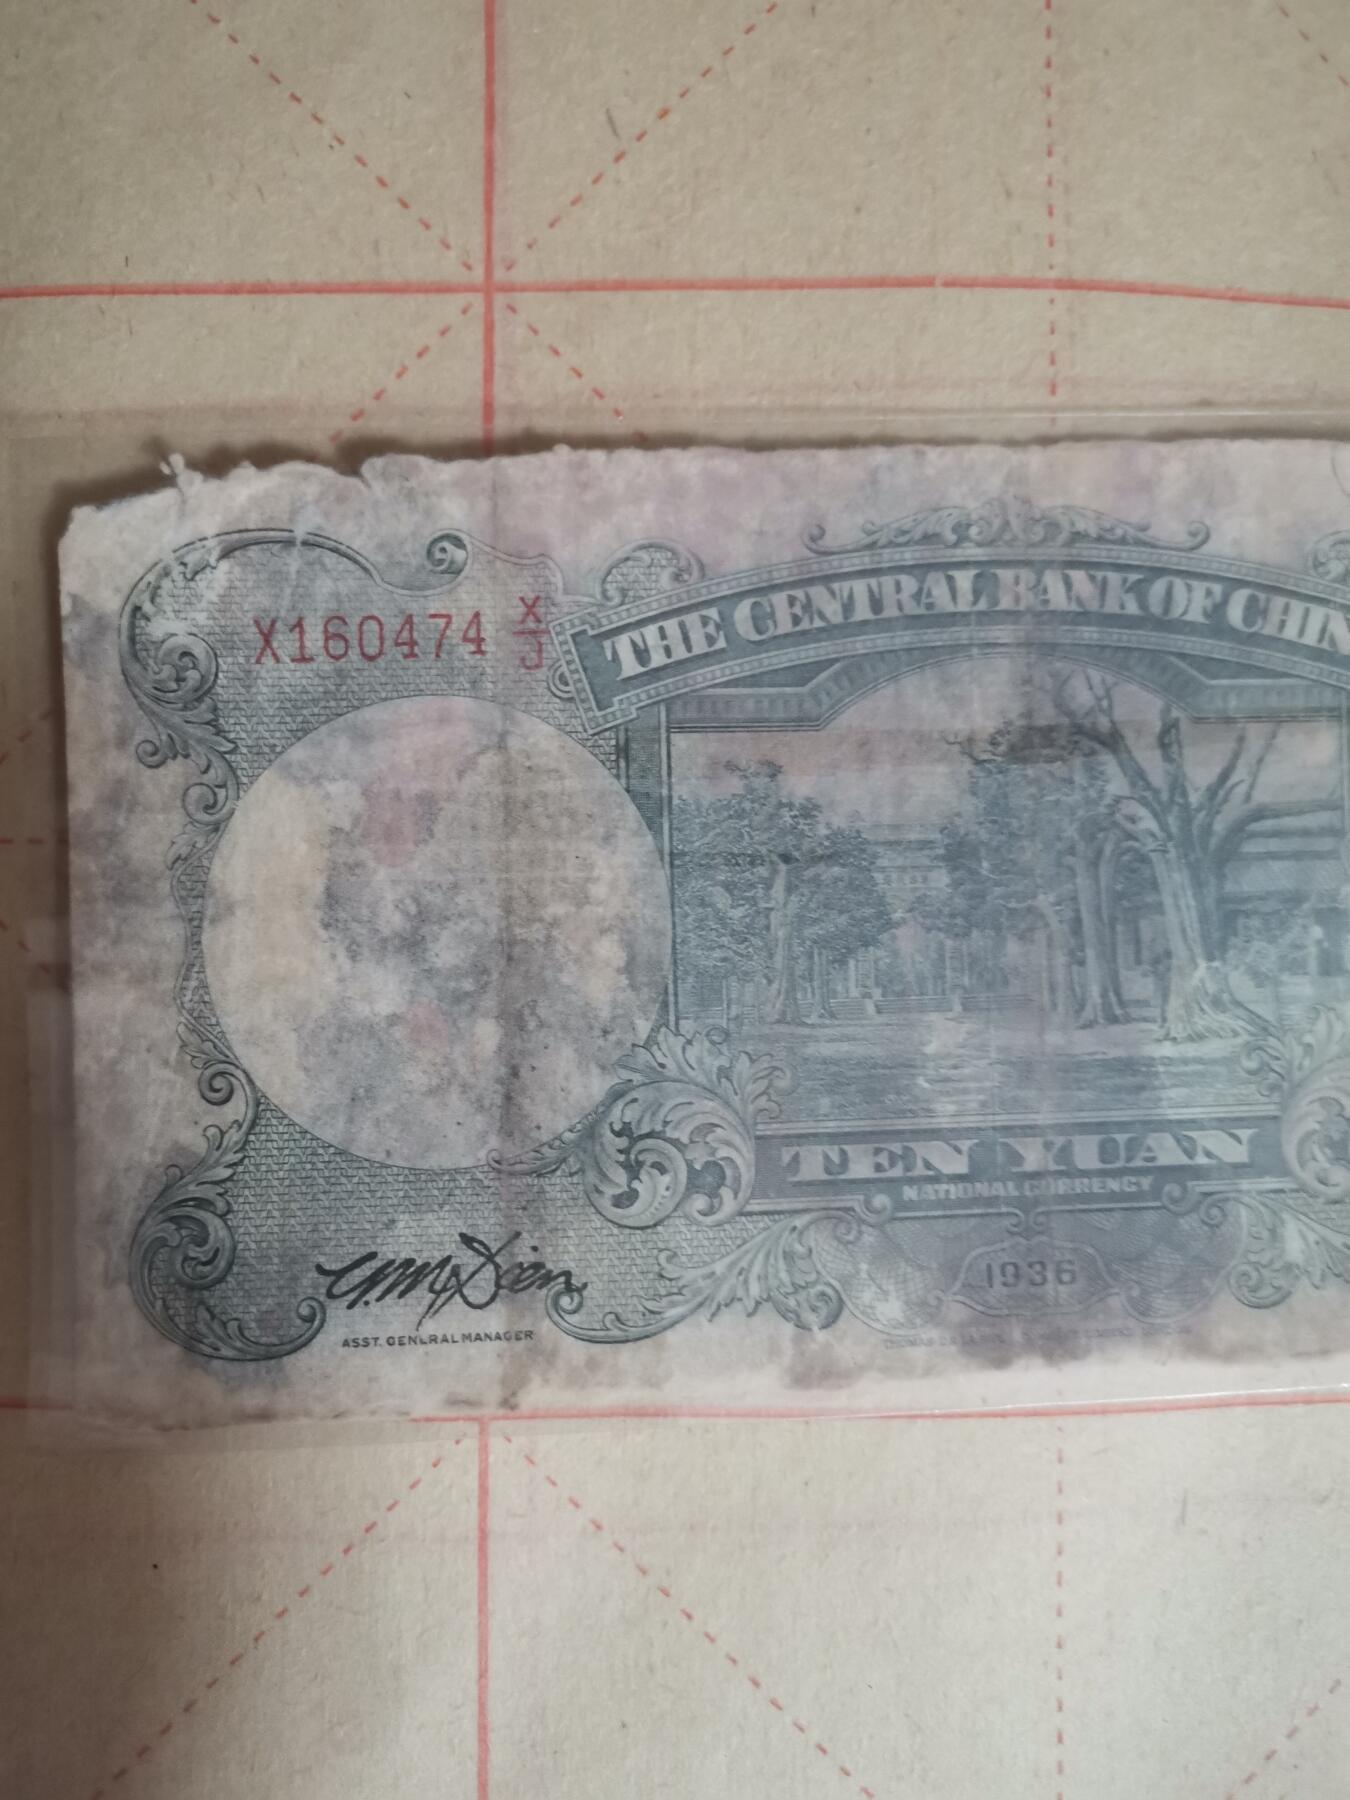 X160474 X/J
THE CENTRAL BANK OF CHIN
TEN YUAN
NATIONAL CURRENCY
1936
ASST. GENERAL MANAGER